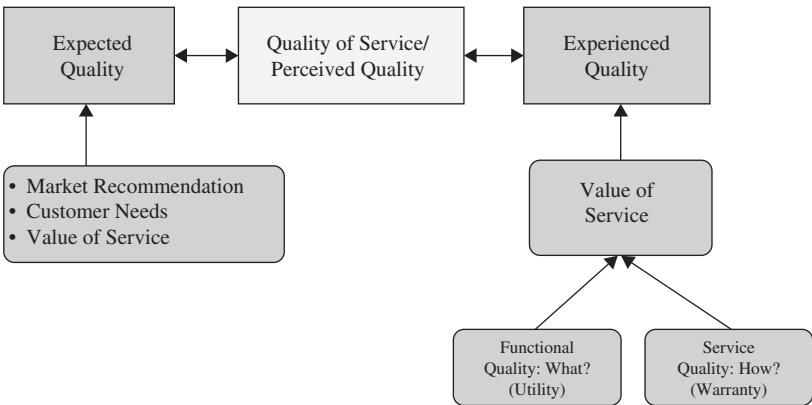 Expected
Quality
Quality of Service/
Perceived Quality
Experienced
Quality
• Market Recommendation
• Customer Needs
• Value of Service
Value of
Service
Functional
Quality: What?
(Utility)
Service
Quality: How?
(Warranty)